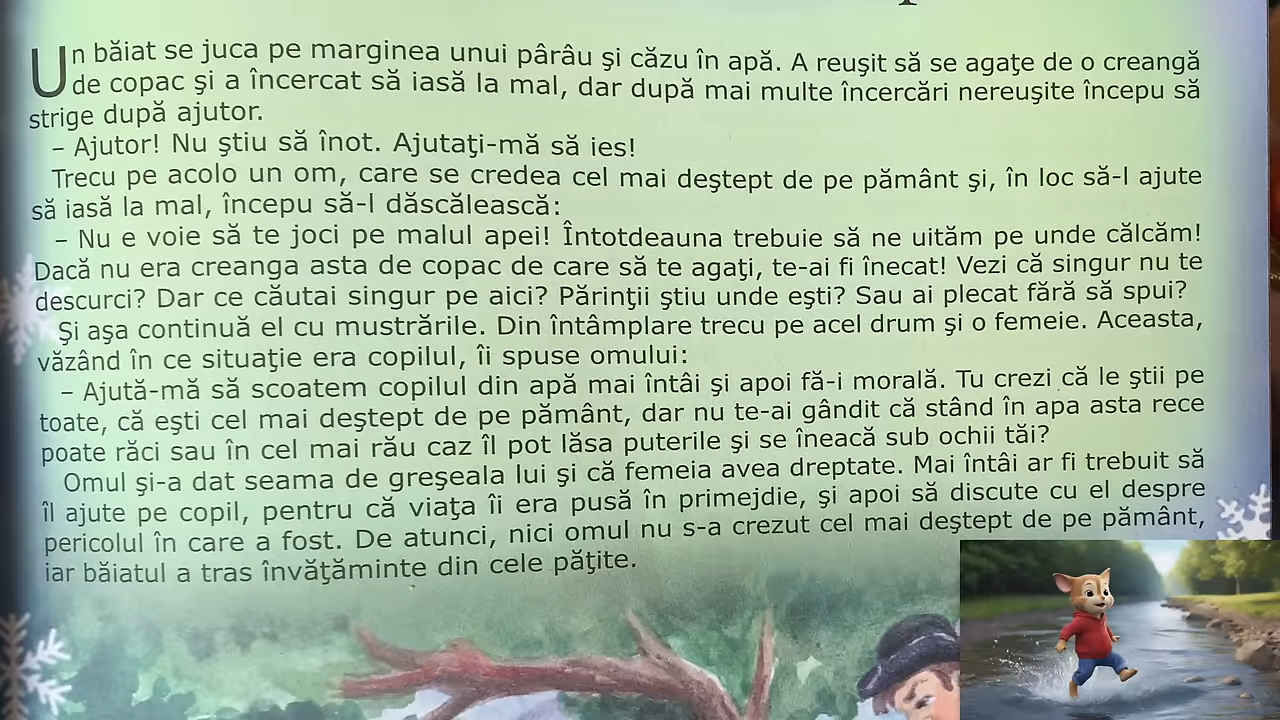 Un băiat se juca pe marginea unui pârâu şi căzu în apă. A reuşit să se agaţe de o creangă
de copac şi a încercat să iasă la mal, dar după mai multe încercări nereuşite începu să
strige după ajutor.
– Ajutor! Nu ştiu să înot. Ajutaţi-mă să ies!
Trecu pe acolo un om, care se credea cel mai deştept de pe pământ şi, în loc să-l ajute
să iasă la mal, începu să-l dăscălească:
– Nu e voie să te joci pe malul apei! Întotdeauna trebuie să ne uităm pe unde călcăm!
Dacă nu era creanga asta de copac de care să te agaţi, te-ai fi înecat! Vezi că singur nu te
descurci? Dar ce căutai singur pe aici? Părinţii ştiu unde eşti? Sau ai plecat fără să spui?
Şi aşa continuă el cu mustrările. Din întâmplare trecu pe acel drum şi o femeie. Aceasta,
văzând în ce situaţie era copilul, îi spuse omului:
– Ajută-mă să scoatem copilul din apă mai întâi şi apoi fă-i morală. Tu crezi că le ştii pe
toate, că eşti cel mai deştept de pe pământ, dar nu te-ai gândit că stând în apa asta rece
poate răci sau în cel mai rău caz îl pot lăsa puterile şi se îneacă sub ochii tăi?
Omul şi-a dat seama de greşeala lui şi că femeia avea dreptate. Mai întâi ar fi trebuit să
îl ajute pe copil, pentru că viaţa îi era pusă în primejdie, şi apoi să discute cu el despre
pericolul în care a fost. De atunci, nici omul nu s-a crezut cel mai deştept de pe pământ,
iar băiatul a tras învăţăminte din cele păţite.